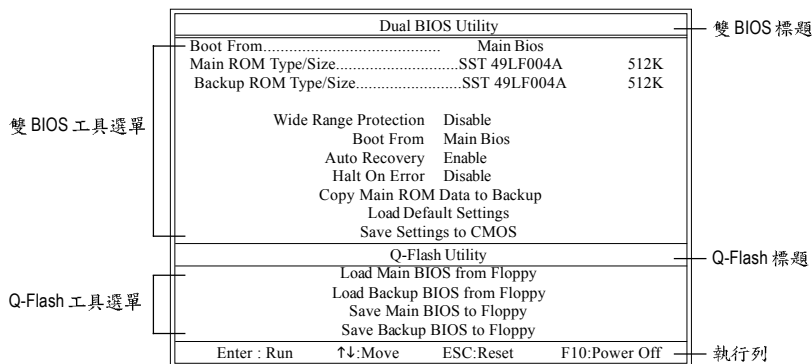 Dual BIOS Utility
雙 BIOS 標題
Boot From.......................................... Main Bios
Main ROM Type/Size.............................SST 49LF004A 512K
Backup ROM Type/Size.........................SST 49LF004A 512K
雙 BIOS 工具選單
Wide Range Protection Disable
Boot From Main Bios
Auto Recovery Enable
Halt On Error Disable
Copy Main ROM Data to Backup
Load Default Settings
Save Settings to CMOS
Q-Flash Utility
Q-Flash 標題
Load Main BIOS from Floppy
Load Backup BIOS from Floppy
Q-Flash 工具選單
Save Main BIOS to Floppy
Save Backup BIOS to Floppy
Enter : Run ↑↓:Move ESC:Reset F10:Power Off
執行列